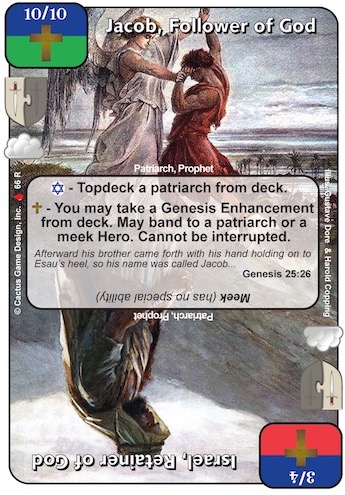 10/10
Jacob, Follower of God
Patriarch, Prophet
- Topdeck a patriarch from deck.
- You may take a Genesis Enhancement
from deck. May band to a patriarch or a
meek Hero. Cannot be interrupted.
Afterward his brother came forth with his hand holding on to
Esau's heel, so his name was called Jacob...
Genesis 25:26
Meek (has no special ability)
Patriarch, Prophet
Israel, Retainer of God
3/4
© Cactus Game Design, Inc. 66 R
Illus. Gustave Doré & Harold Copping